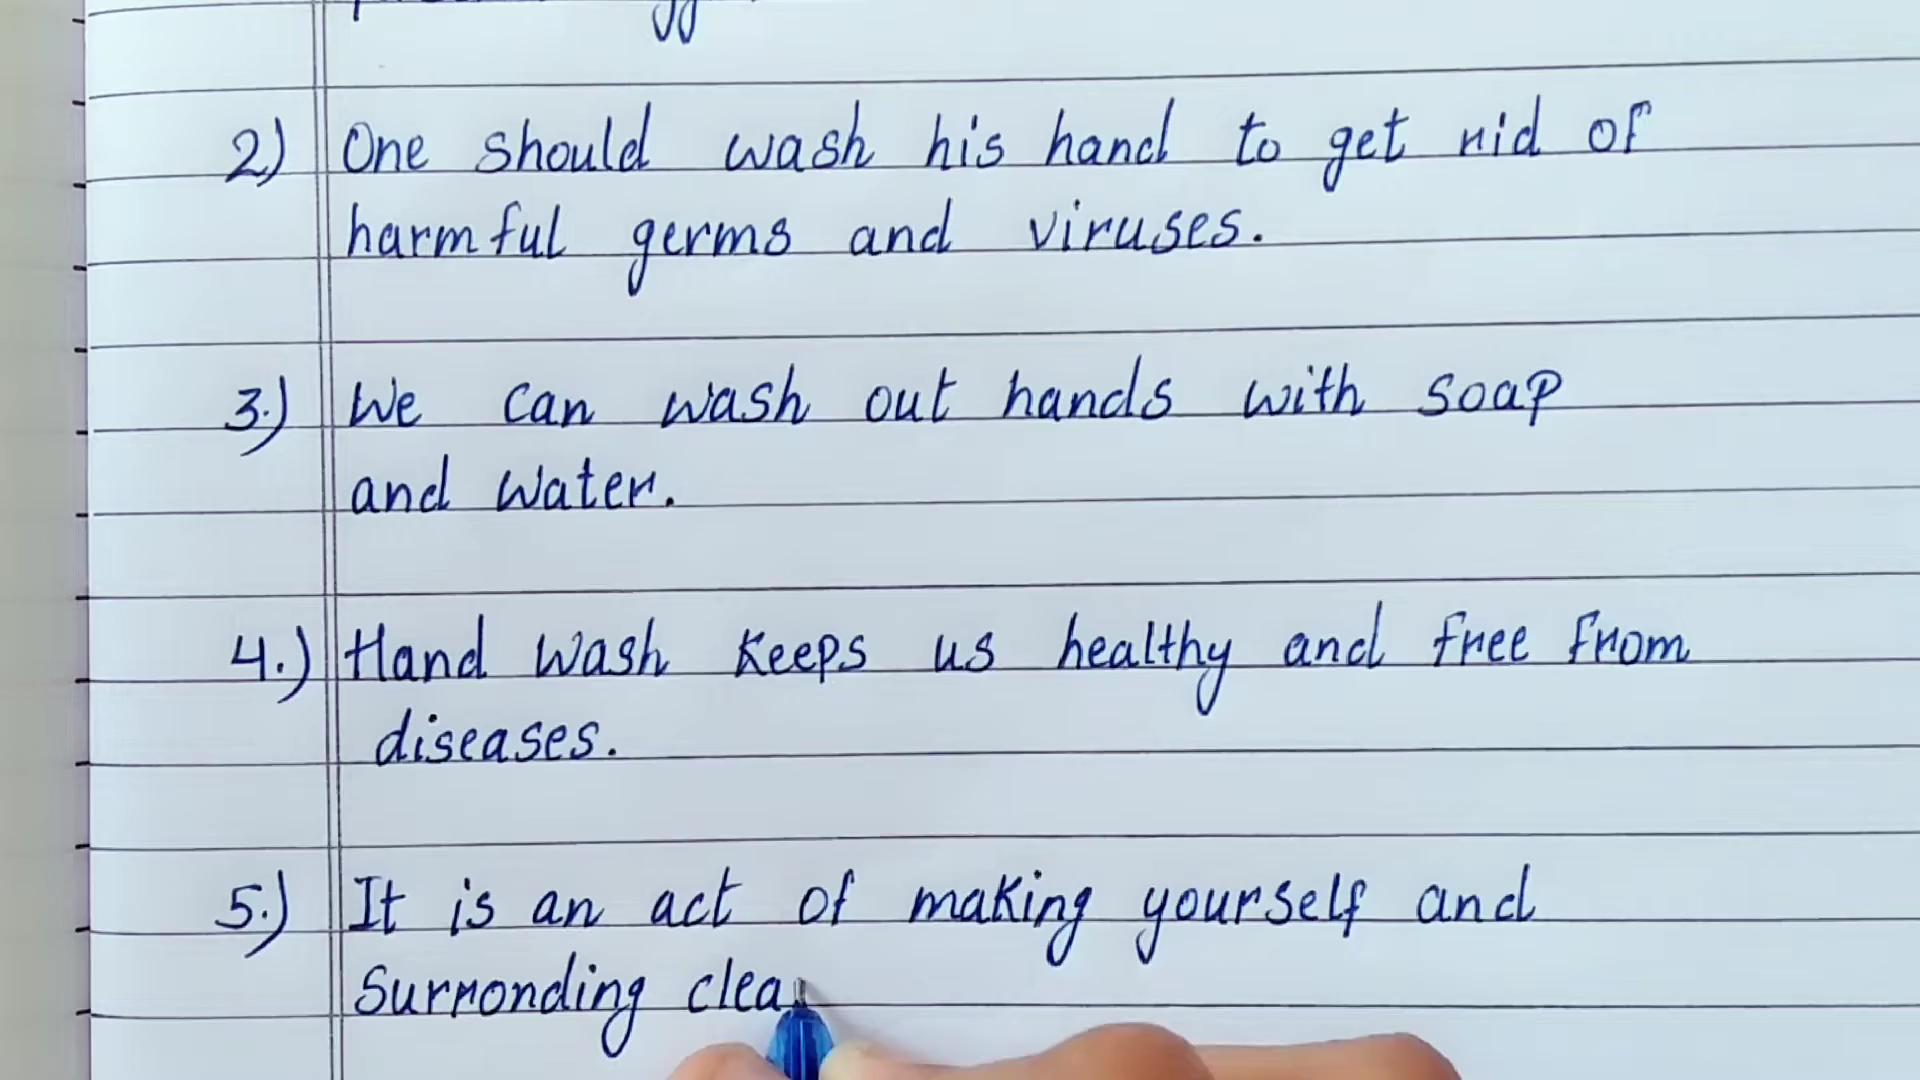 2) One should wash his hand to get rid of
harmful germs and viruses.
3.) We can wash out hands with soap
and water.
4.) Hand wash keeps us healthy and free from
diseases.
5.) It is an act of making yourself and
Surronding clea